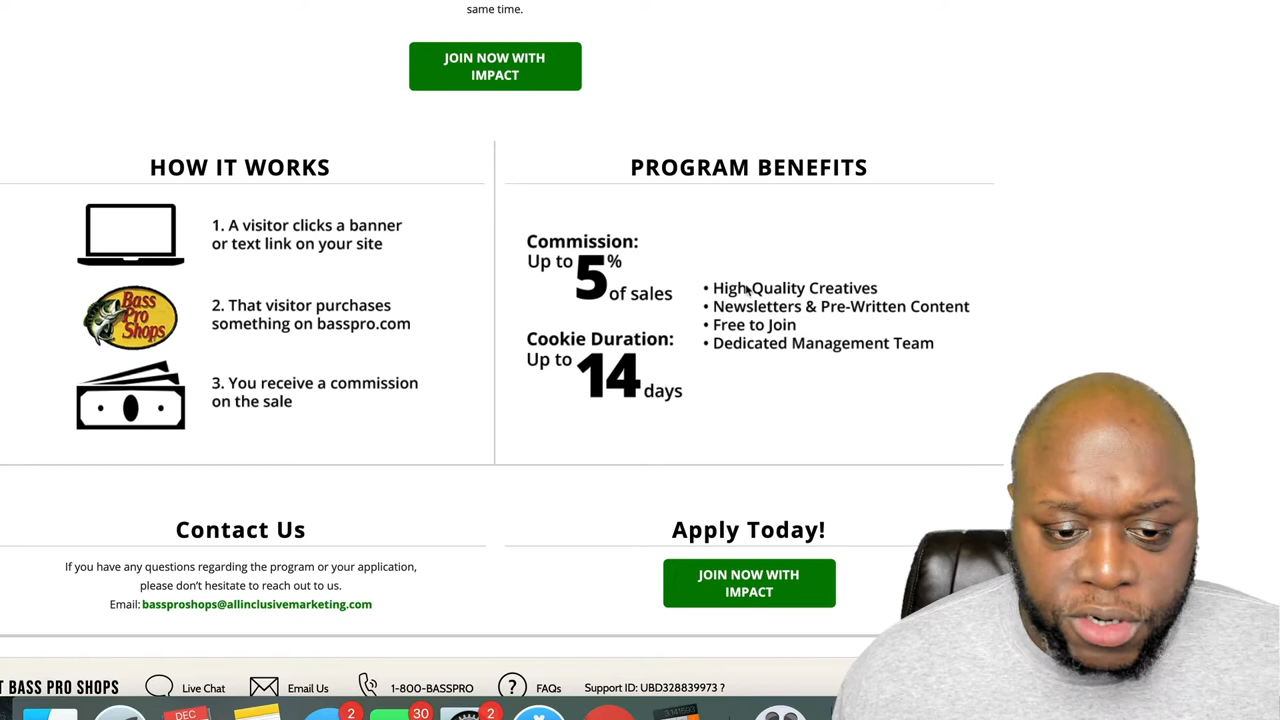 same time.
JOIN NOW WITH
IMPACT
HOW IT WORKS
1. A visitor clicks a banner
or text link on your site
Bass
Pro
Shops
2. That visitor purchases
something on basspro.com
3. You receive a commission
on the sale
PROGRAM BENEFITS
Commission:
Up to 5% of sales
Cookie Duration:
Up to 14 days
• High-Quality Creatives
• Newsletters & Pre-Written Content
• Free to Join
• Dedicated Management Team
Contact Us
If you have any questions regarding the program or your application,
please don't hesitate to reach out to us.
Email: bassproshops@allinclusivemarketing.com
Apply Today!
JOIN NOW WITH
IMPACT
T BASS PRO SHOPS
Live Chat
Email Us
1-800-BASSPRO
? FAQs
Support ID: UBD328839973 ?
DEC
2
30
2
3.141593